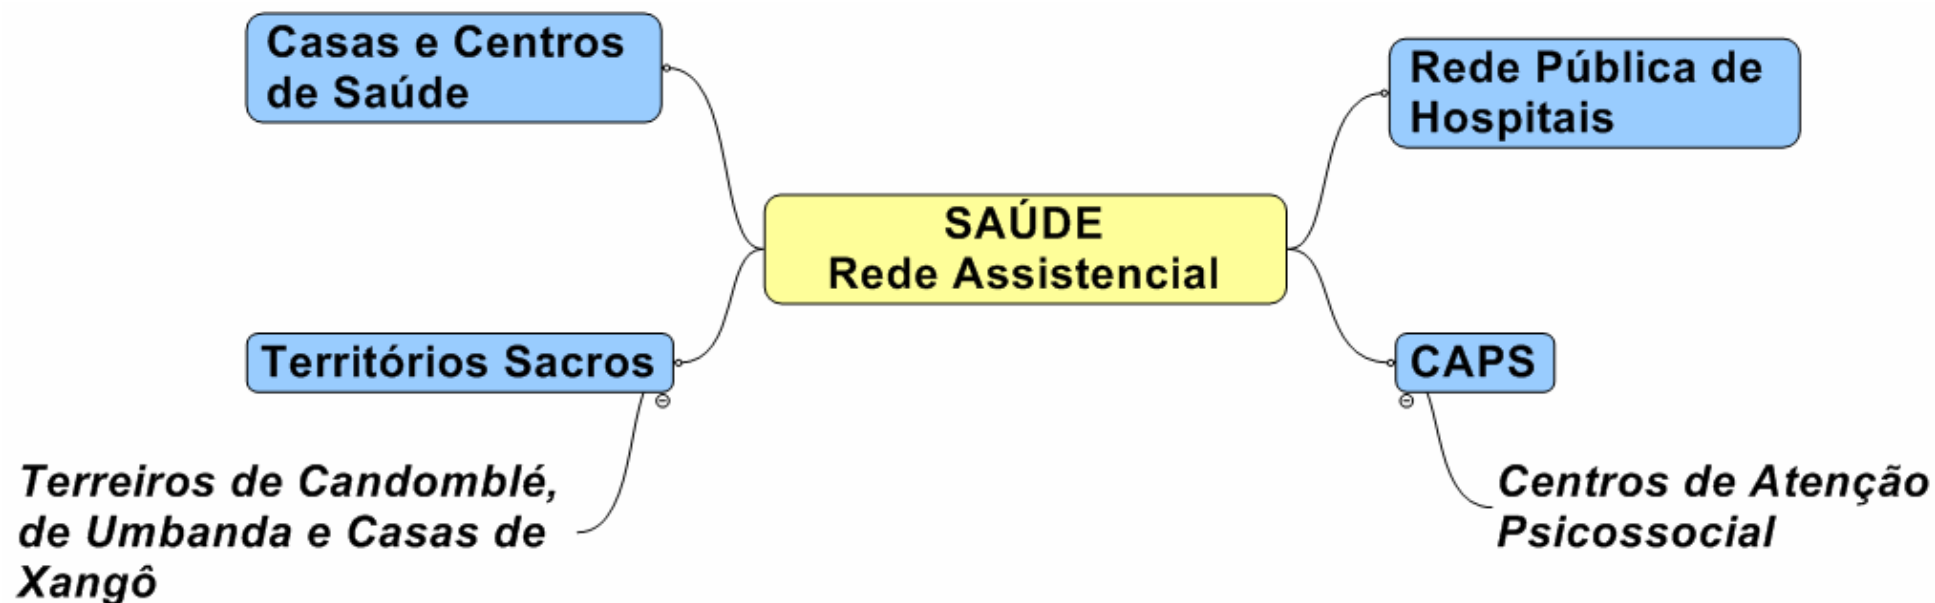 Casas e Centros
de Saúde
Rede Pública de
Hospitais
SAÚDE
Rede Assistencial
Territórios Sacros
CAPS
Terreiros de Candomblé,
de Umbanda e Casas de
Xangô
Centros de Atenção
Psicossocial